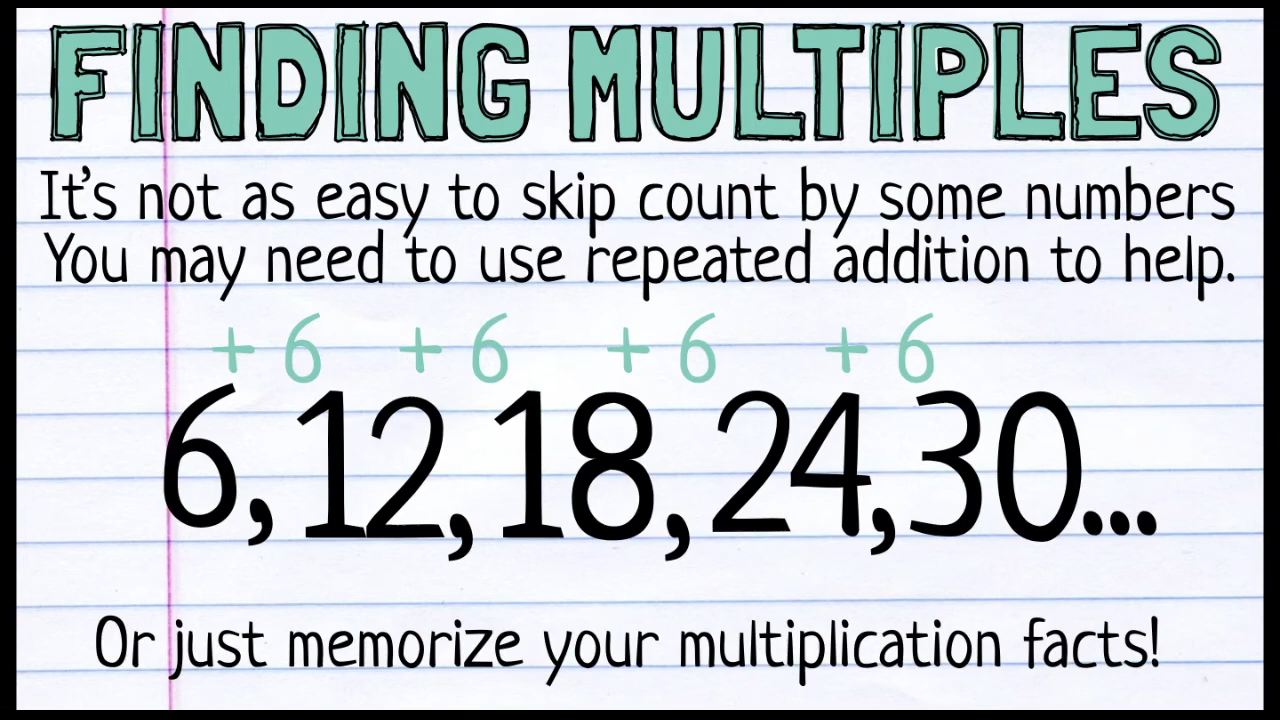 FINDING MULTIPLES
It's not as easy to skip count by some numbers
You may need to use repeated addition to help.
+ 6 + 6 + 6 + 6
6, 12, 18, 24, 30...
Or just memorize your multiplication facts!